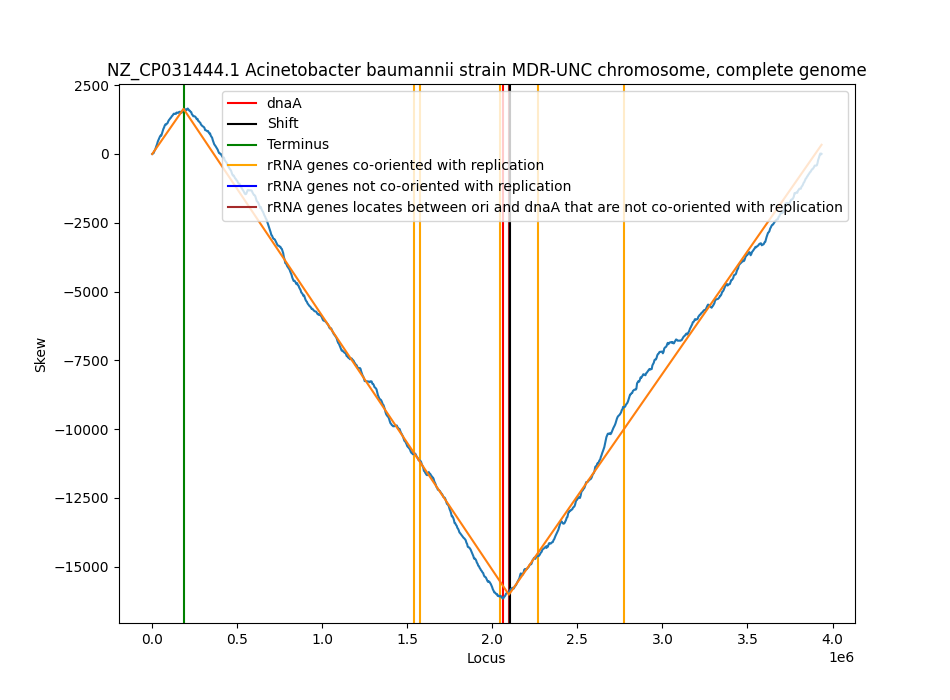 NZ_CP031444.1 Acinetobacter baumannii strain MDR-UNC chromosome, complete genome
2500
0
−2500
−5000
−7500
−10000
−12500
−15000
Skew
dnaA
Shift
Terminus
rRNA genes co-oriented with replication
rRNA genes not co-oriented with replication
rRNA genes locates between ori and dnaA that are not co-oriented with replication
0.0 0.5 1.0 1.5 2.0 2.5 3.0 3.5 4.0
1e6
Locus